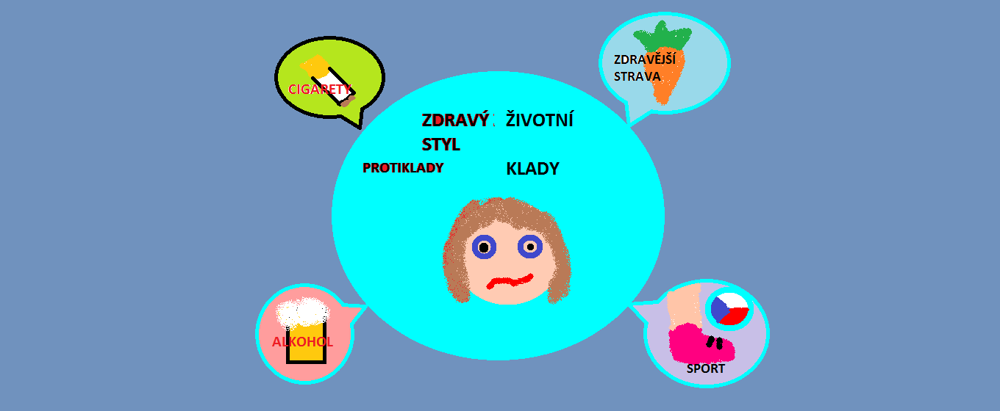 CIGARETY
ZDRAVĚJŠÍ
STRAVA
ZDRAVÝ ŽIVOTNÍ
STYL
PROTIKLADY KLADY
ALKOHOL
SPORT